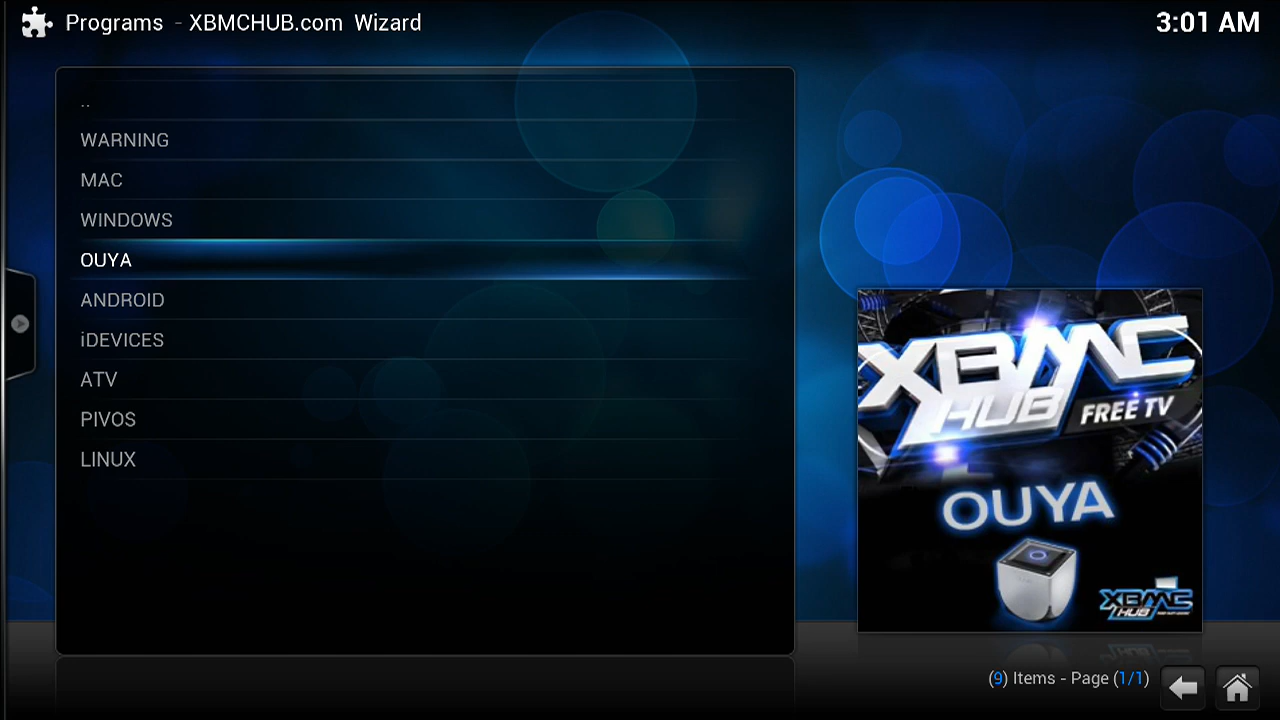 Programs - XBMCHUB.com Wizard
3:01 AM
..
WARNING
MAC
WINDOWS
OUYA
ANDROID
iDEVICES
ATV
PIVOS
LINUX
XBMC
HUB FREE TV
OUYA
XBMC
HUB
(9) Items - Page (1/1)